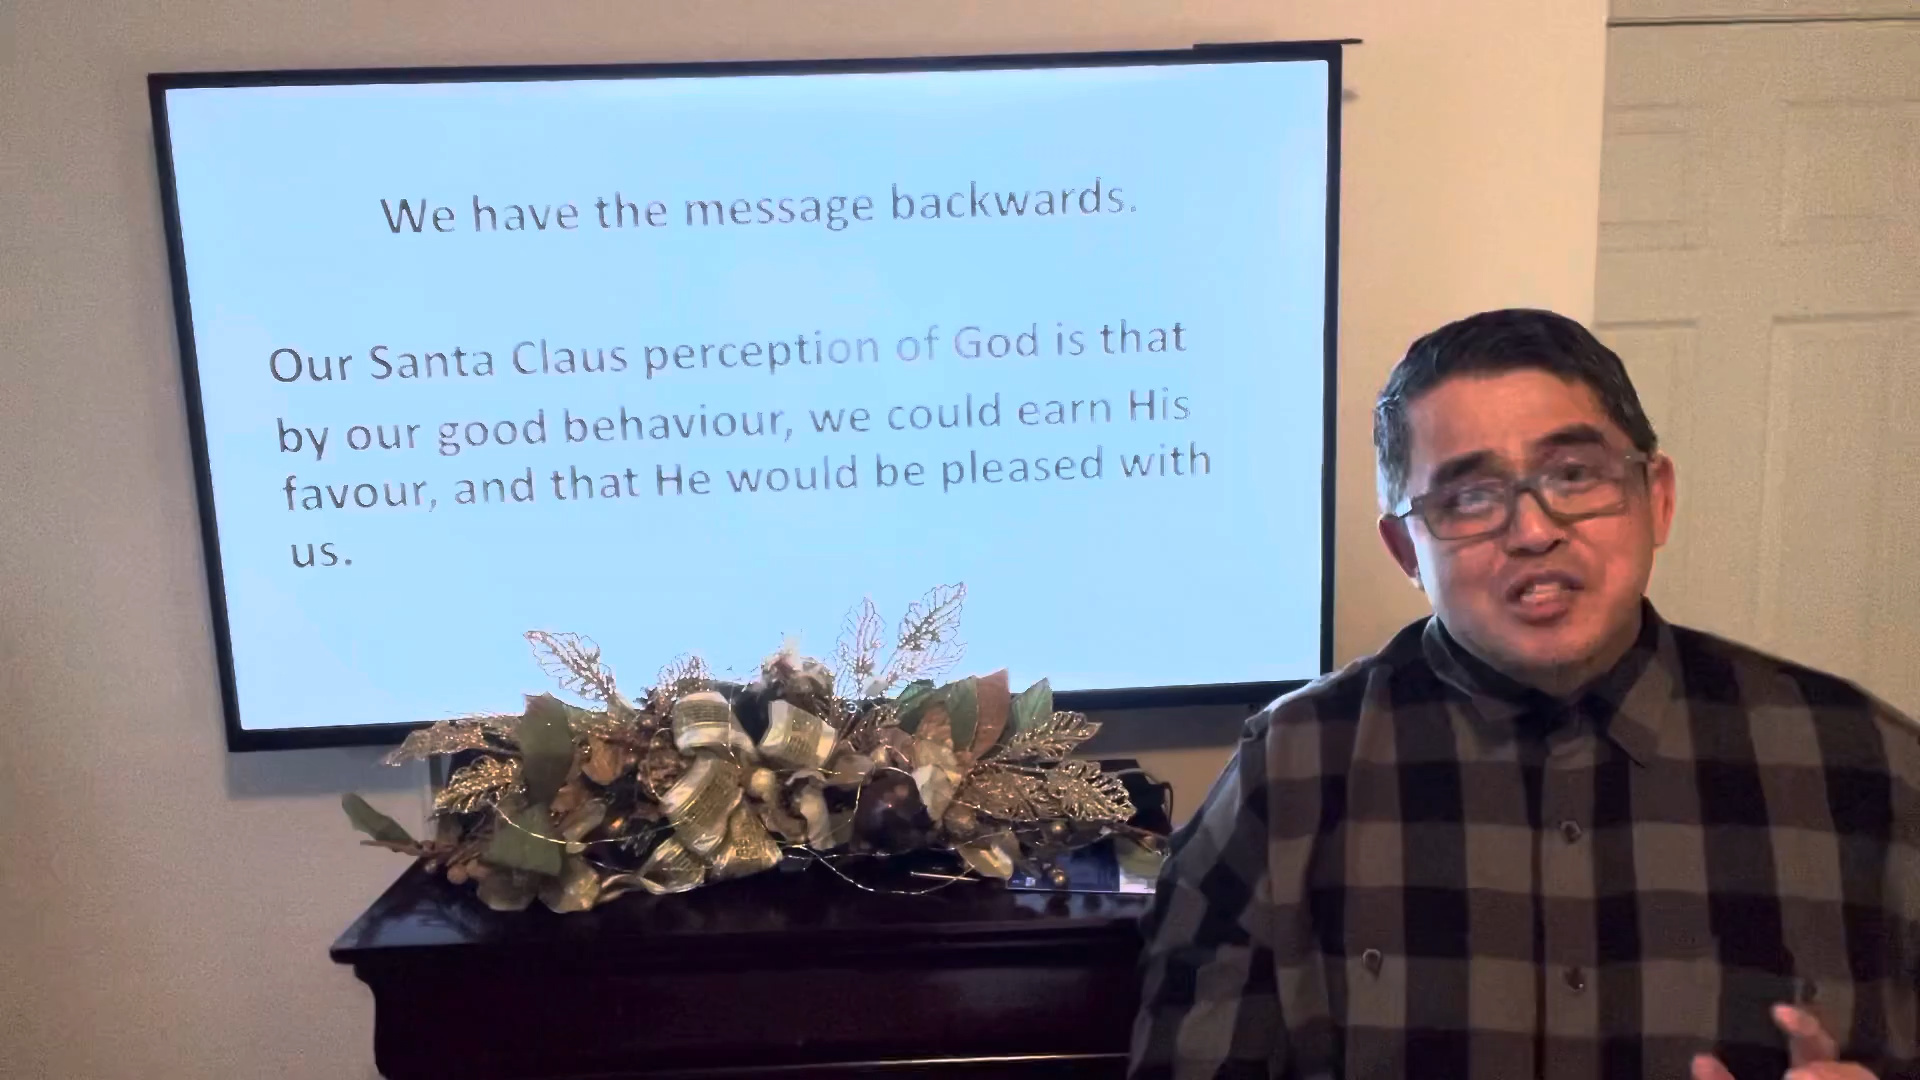 We have the message backwards.
Our Santa Claus perception of God is that
by our good behaviour, we could earn His
favour, and that He would be pleased with
us.